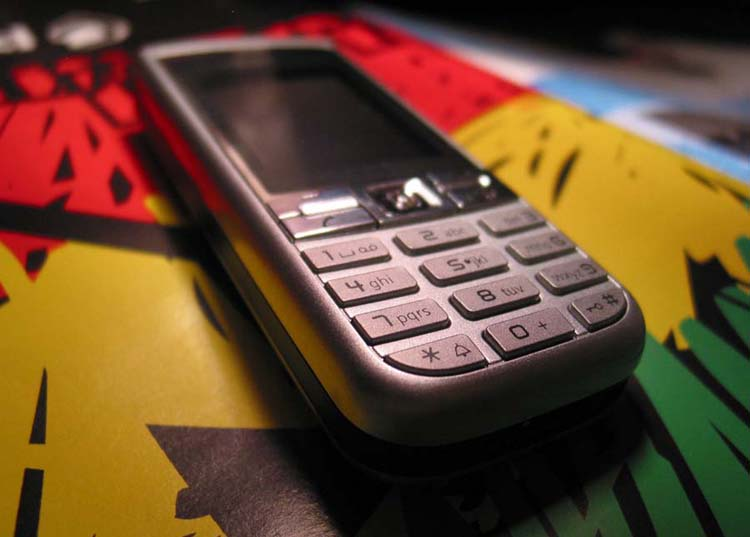 1 2 abc
4 ghi 5 jkl
7 pqrs 8 tuv wxyz 9
* 0 + #